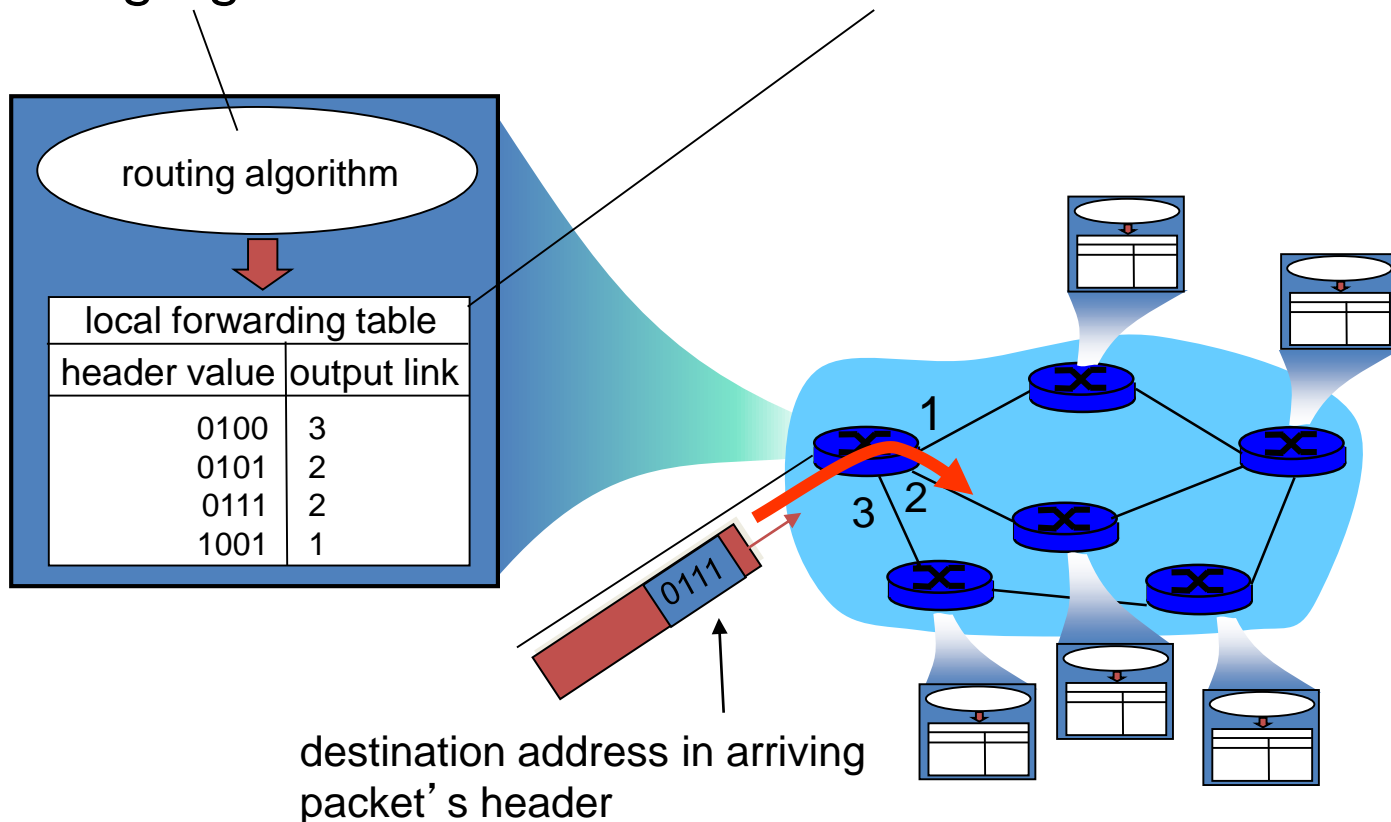 routing algorithm
local forwarding table
header value output link
0100 3
0101 2
0111 2
1001 1
1
2
3
0111
destination address in arriving
packet’s header